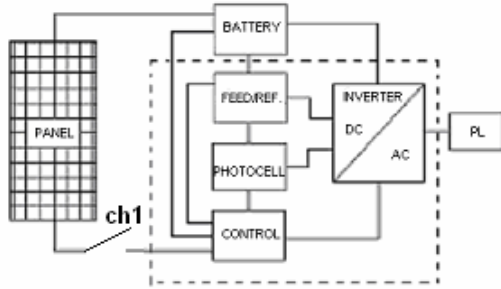 BATTERY
FEED/REF.
INVERTER
PANEL
DC
PL
PHOTOCELL
AC
ch1
CONTROL